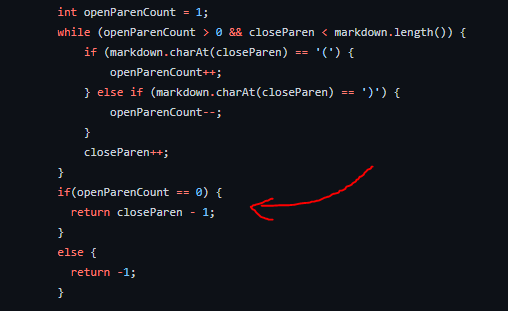 int openParenCount = 1;
while (openParenCount > 0 && closeParen < markdown.length()) {
if (markdown.charAt(closeParen) == '(') {
openParenCount++;
} else if (markdown.charAt(closeParen) == ')') {
openParenCount--;
}
closeParen++;
}
if(openParenCount == 0) {
return closeParen - 1;
}
else {
return -1;
}